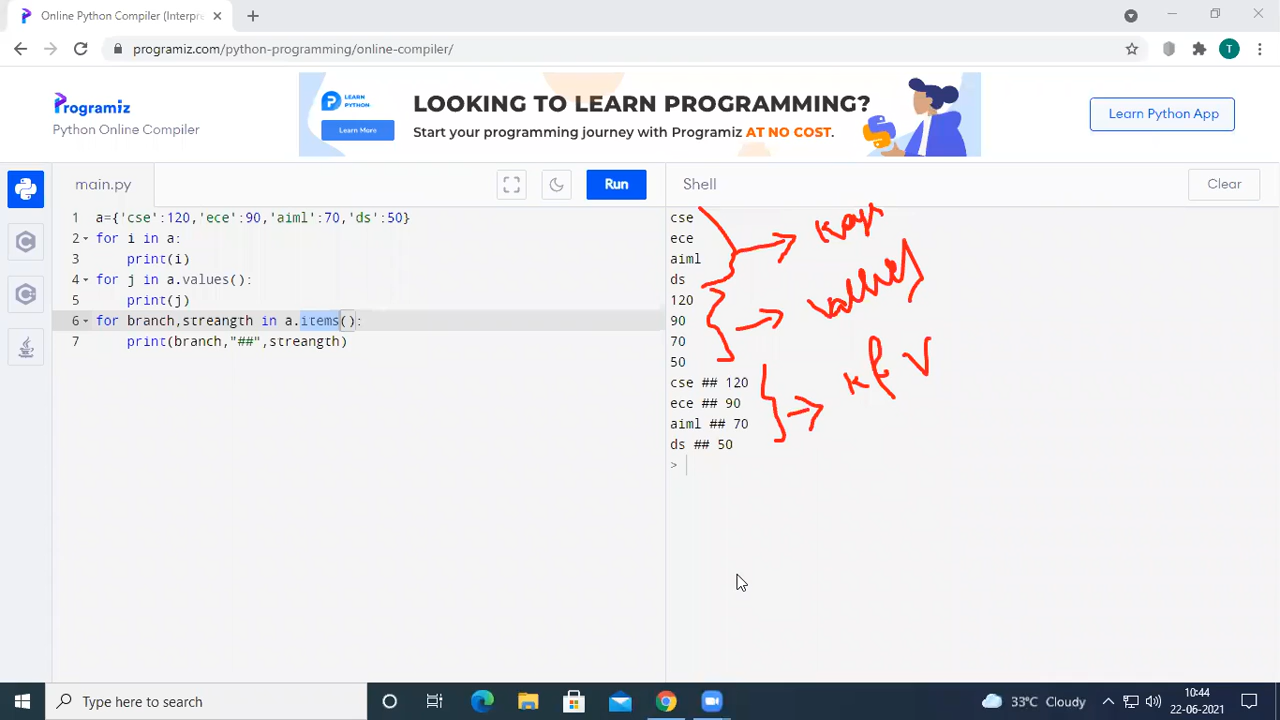 Online Python Compiler (Interpre
programiz.com/python-programming/online-compiler/
T
Programiz
Python Online Compiler
LEARN
PYTHON
Learn More
LOOKING TO LEARN PROGRAMMING?
Start your programming journey with Programiz AT NO COST.
Learn Python App
main.py
Run
Shell
Clear
1 a={'cse':120,'ece':90,'aiml':70,'ds':50}
2 for i in a:
3 print(i)
4 for j in a.values():
5 print(j)
6 for branch,streangth in a.items():
7 print(branch,"##",streangth)
cse
ece
aiml
ds
120
90
70
50
cse ## 120
ece ## 90
aiml ## 70
ds ## 50
>
keys
values
K & V
Type here to search
33°C Cloudy
10:44
22-06-2021